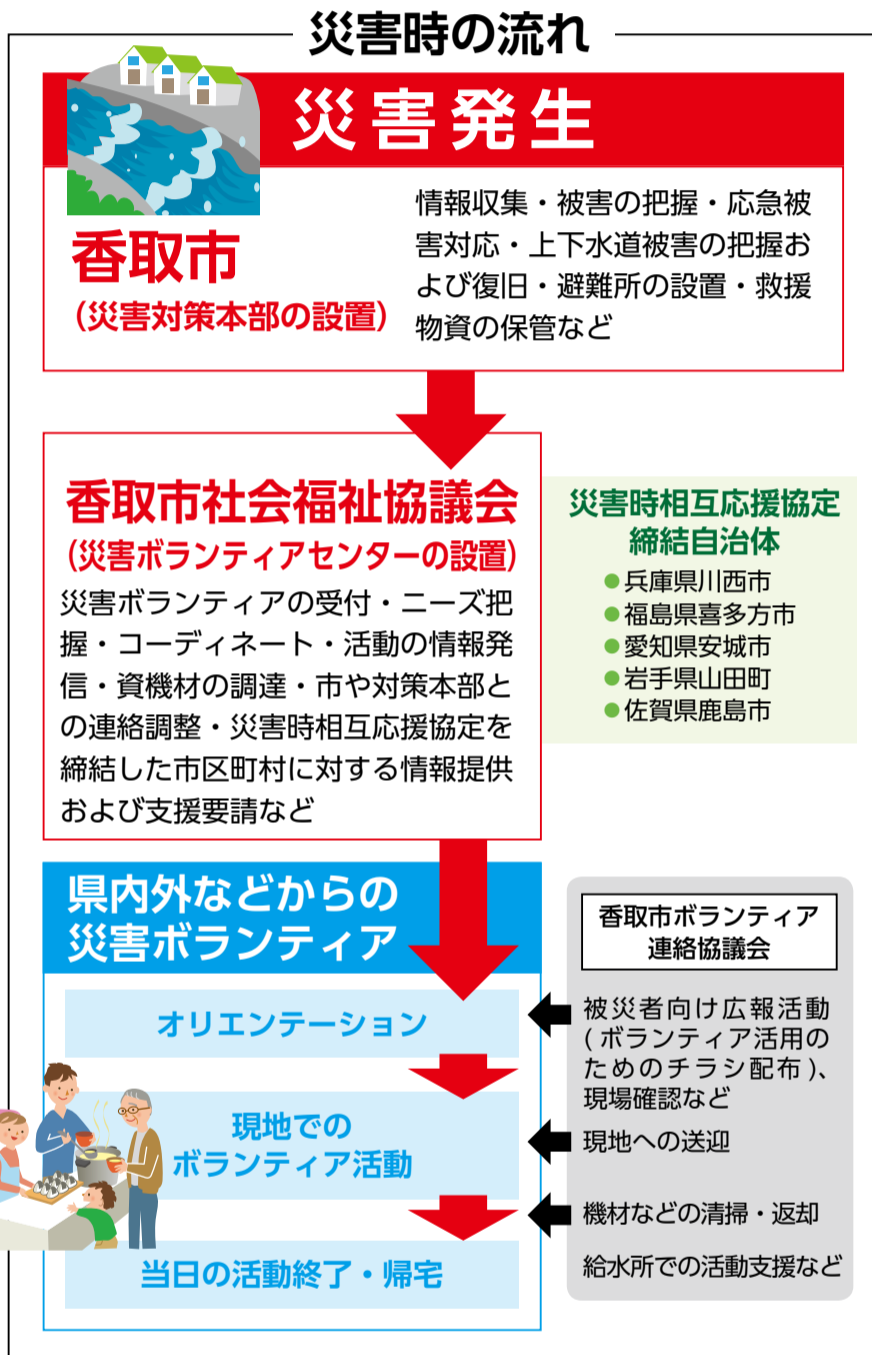 災害時の流れ
災害発生
香取市
(災害対策本部の設置)
情報収集・被害の把握・応急被
害対応・上下水道被害の把握お
よび復旧・避難所の設置・救援
物資の保管など
香取市社会福祉協議会
(災害ボランティアセンターの設置)
災害ボランティアの受付・ニーズ把
握・コーディネート・活動の情報発
信・資機材の調達・市や対策本部と
の連絡調整・災害時相互応援協定を
締結した市区町村に対する情報提供
および支援要請など
災害時相互応援協定
締結自治体
●兵庫県川西市
●福島県喜多方市
●愛知県安城市
●岩手県山田町
●佐賀県鹿島市
県内外などからの
災害ボランティア
オリエンテーション
現地での
ボランティア活動
当日の活動終了・帰宅
香取市ボランティア
連絡協議会
被災者向け広報活動
(ボランティア活用の
ためのチラシ配布)、
現場確認など
現地への送迎
機材などの清掃・返却
給水所での活動支援など